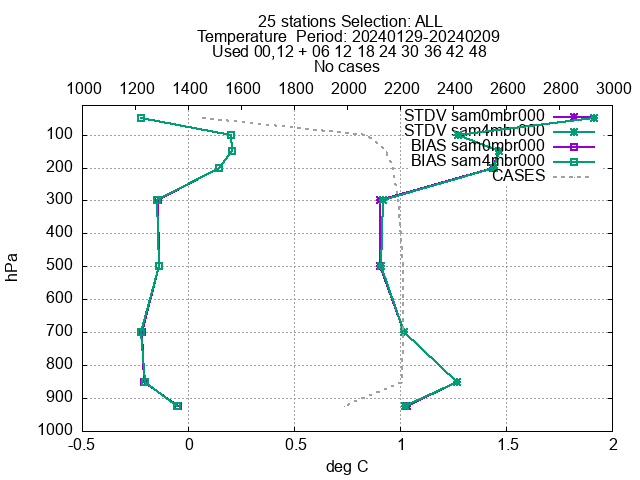 25 stations Selection: ALL
Temperature  Period: 20240129-20240209
Used 00,12 + 06 12 18 24 30 36 42 48
No cases
1000 1200 1400 1600 1800 2000 2200 2400 2600 2800 3000
STDV sam0mbr000
STDV sam4mbr000
BIAS sam0mbr000
BIAS sam4mbr000
CASES
100
200
300
400
500
600
700
800
900
1000
hPa
-0.5 0 0.5 1 1.5 2
deg C